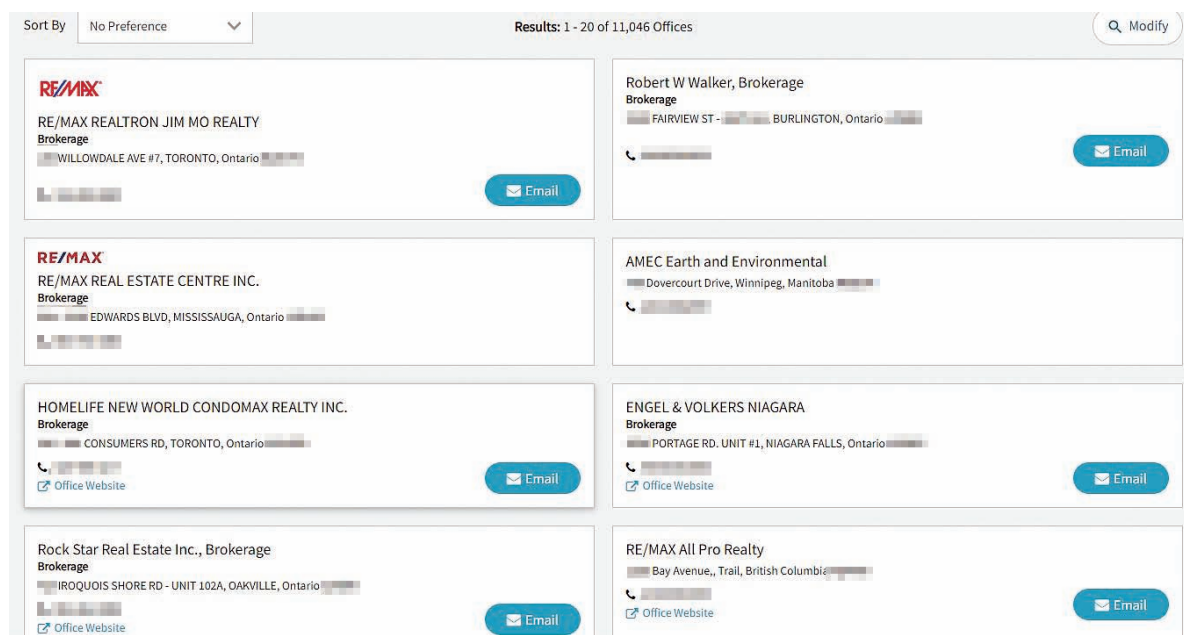 Sort By No Preference Results: 1 - 20 of 11,046 Offices Modify
RE/MAX
RE/MAX REALTRON JIM MO REALTY
Brokerage
WILLOWDALE AVE #7, TORONTO, Ontario
Email
Robert W Walker, Brokerage
Brokerage
FAIRVIEW ST - BURLINGTON, Ontario
Email
RE/MAX
RE/MAX REAL ESTATE CENTRE INC.
Brokerage
EDWARDS BLVD, MISSISSAUGA, Ontario
AMEC Earth and Environmental
Dovercourt Drive, Winnipeg, Manitoba
HOMELIFE NEW WORLD CONDOMAX REALTY INC.
Brokerage
CONSUMERS RD, TORONTO, Ontario
Office Website
Email
ENGEL & VOLKERS NIAGARA
Brokerage
PORTAGE RD. UNIT #1, NIAGARA FALLS, Ontario
Office Website
Email
Rock Star Real Estate Inc., Brokerage
Brokerage
IROQUOIS SHORE RD - UNIT 102A, OAKVILLE, Ontario
Office Website
Email
RE/MAX All Pro Realty
Bay Avenue,, Trail, British Columbia
Office Website
Email